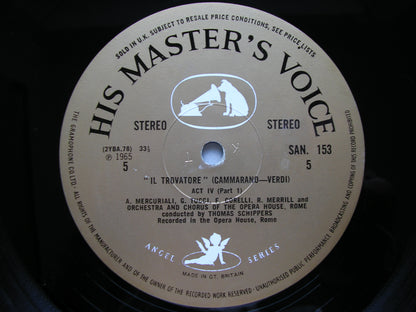 SOLD IN U.K. SUBJECT TO RESALE PRICE CONDITIONS, SEE PRICE LISTS
HIS MASTER'S VOICE
STEREO STEREO
(2YBA.78) 33⅓
℗ 1965
5
SAN. 153
5
"IL TROVATORE" (CAMMARANO—VERDI)
ACT IV (Part 1)
A. MERCURIALI, G. TUCCI, F. CORELLI, R. MERRILL and
ORCHESTRA AND CHORUS OF THE OPERA HOUSE, ROME
conducted by THOMAS SCHIPPERS
Recorded in the Opera House, Rome
ANGEL SERIES
MADE IN GT. BRITAIN
THE GRAMOPHONE CO. LTD. ALL RIGHTS OF THE MANUFACTURER AND OF THE OWNER OF THE RECORDED WORK RESERVED · UNAUTHORISED PUBLIC PERFORMANCE, BROADCASTING AND COPYING OF THIS RECORD PROHIBITED